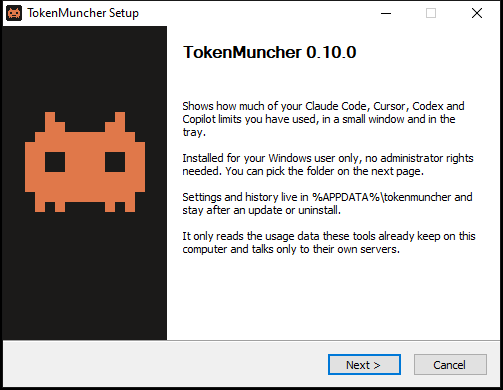 TokenMuncher Setup
TokenMuncher 0.10.0
Shows how much of your Claude Code, Cursor, Codex and
Copilot limits you have used, in a small window and in the
tray.
Installed for your Windows user only, no administrator rights
needed. You can pick the folder on the next page.
Settings and history live in %APPDATA%\tokenmuncher and
stay after an update or uninstall.
It only reads the usage data these tools already keep on this
computer and talks only to their own servers.
Next >
Cancel